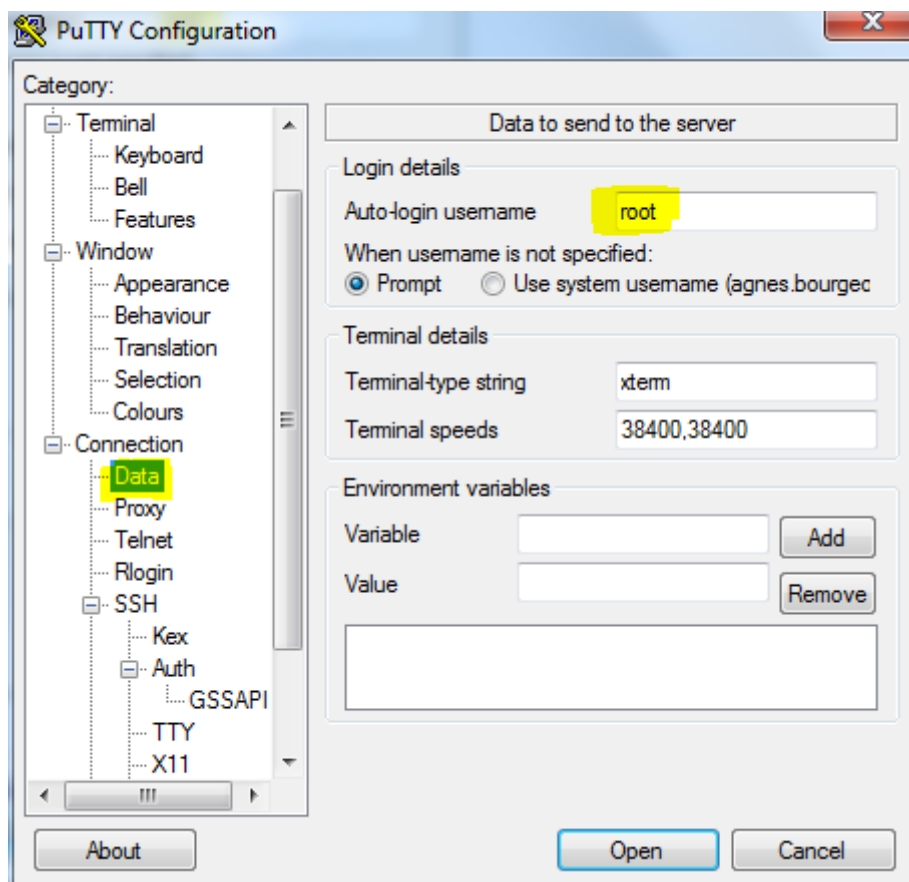 PuTTY Configuration
Category:
Terminal
Keyboard
Bell
Features
Window
Appearance
Behaviour
Translation
Selection
Colours
Connection
Data
Proxy
Telnet
Rlogin
SSH
Kex
Auth
GSSAPI
TTY
X11
Data to send to the server
Login details
Auto-login username root
When username is not specified:
Prompt Use system username (agnes.bourgec
Terminal details
Terminal-type string xterm
Terminal speeds 38400,38400
Environment variables
Variable Add
Value Remove
About Open Cancel